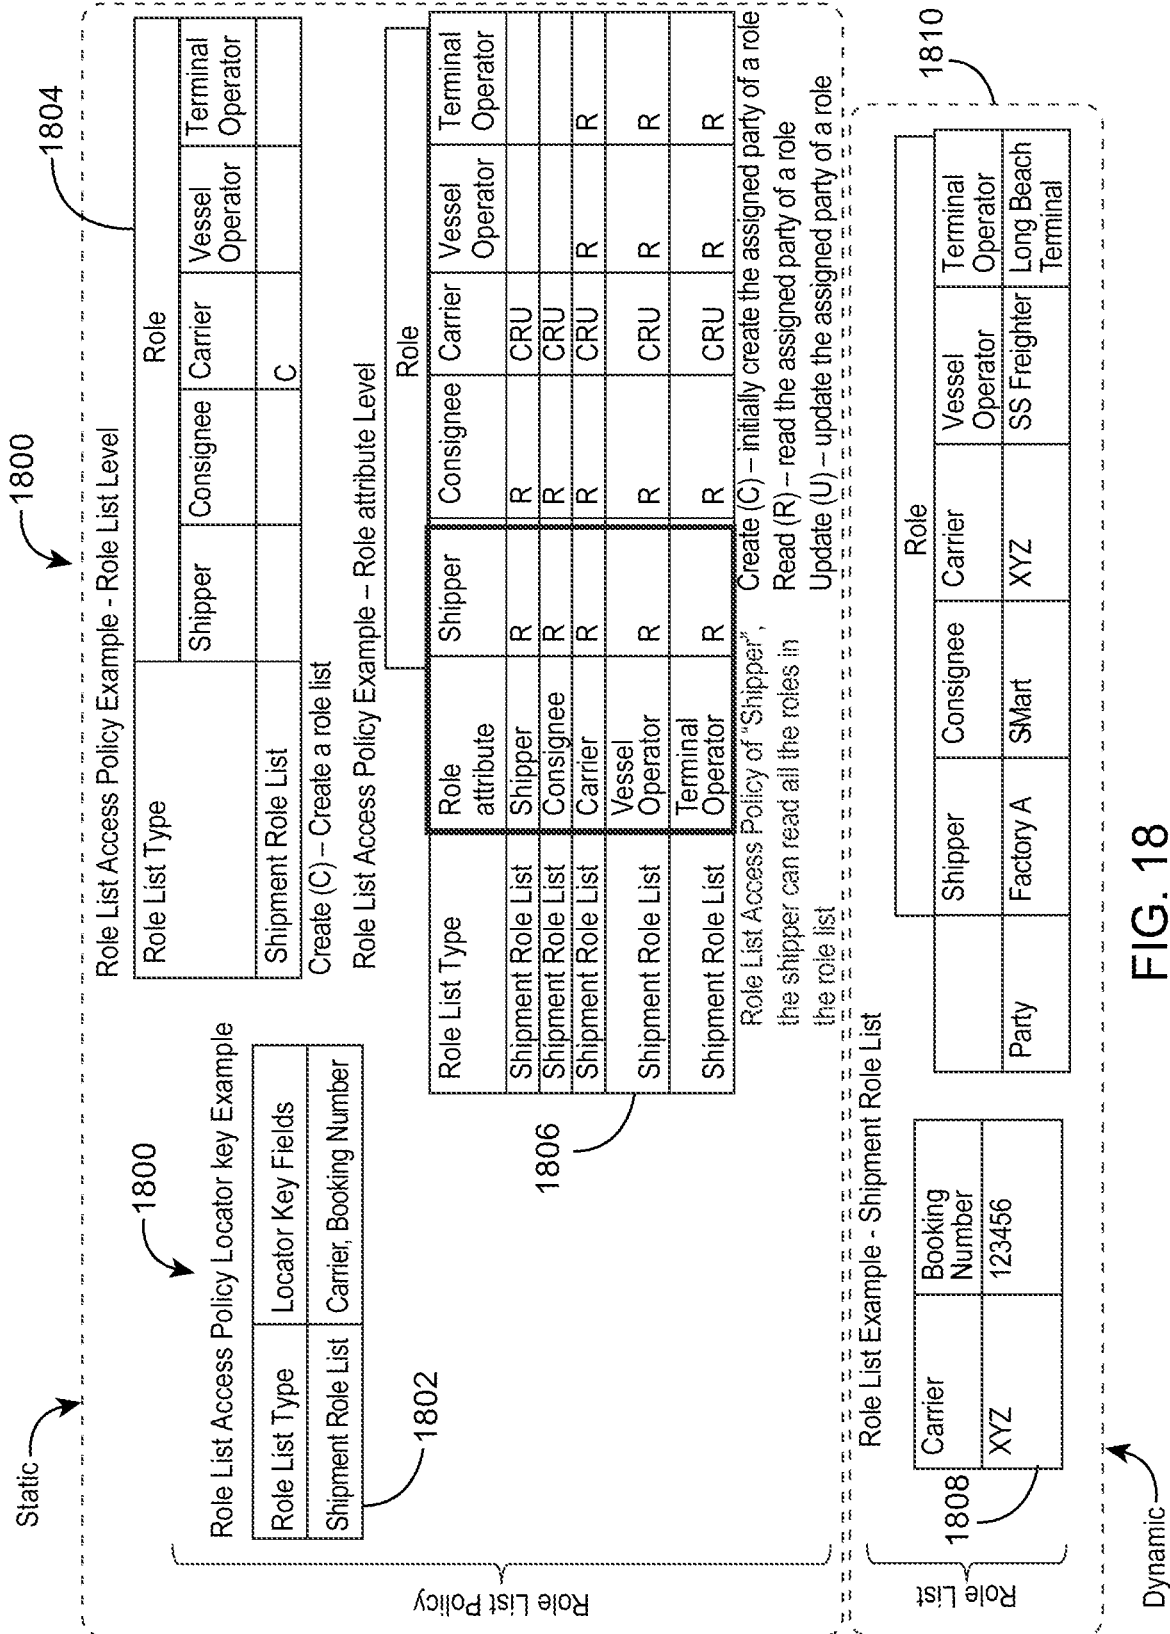 Static
1800
Role List Access Policy Locator key Example
Role List Type Locator Key Fields
Shipment Role List Carrier, Booking Number
1802
1800
Role List Access Policy Example - Role List Level
1804
Role List Type Role
Shipper Consignee Carrier Vessel Operator Terminal Operator
Shipment Role List C
Create (C) – Create a role list
Role List Access Policy Example – Role attribute Level
Role
Role List Type Role attribute Shipper Consignee Carrier Vessel Operator Terminal Operator
Shipment Role List Shipper R R CRU
Shipment Role List Consignee R R CRU
Shipment Role List Carrier R R CRU R R
Shipment Role List Vessel Operator R R CRU R R
Shipment Role List Terminal Operator R R CRU R R
1806
Role List Access Policy of "Shipper",
the shipper can read all the roles in
the role list
Create (C) – initially create the assigned party of a role
Read (R) – read the assigned party of a role
Update (U) – update the assigned party of a role
Role List Policy
Role List Example - Shipment Role List
Carrier Booking Number
XYZ 123456
1808
Role
Shipper Consignee Carrier Vessel Operator Terminal Operator
Party Factory A SMart XYZ SS Freighter Long Beach Terminal
1810
Role List
Dynamic
FIG. 18